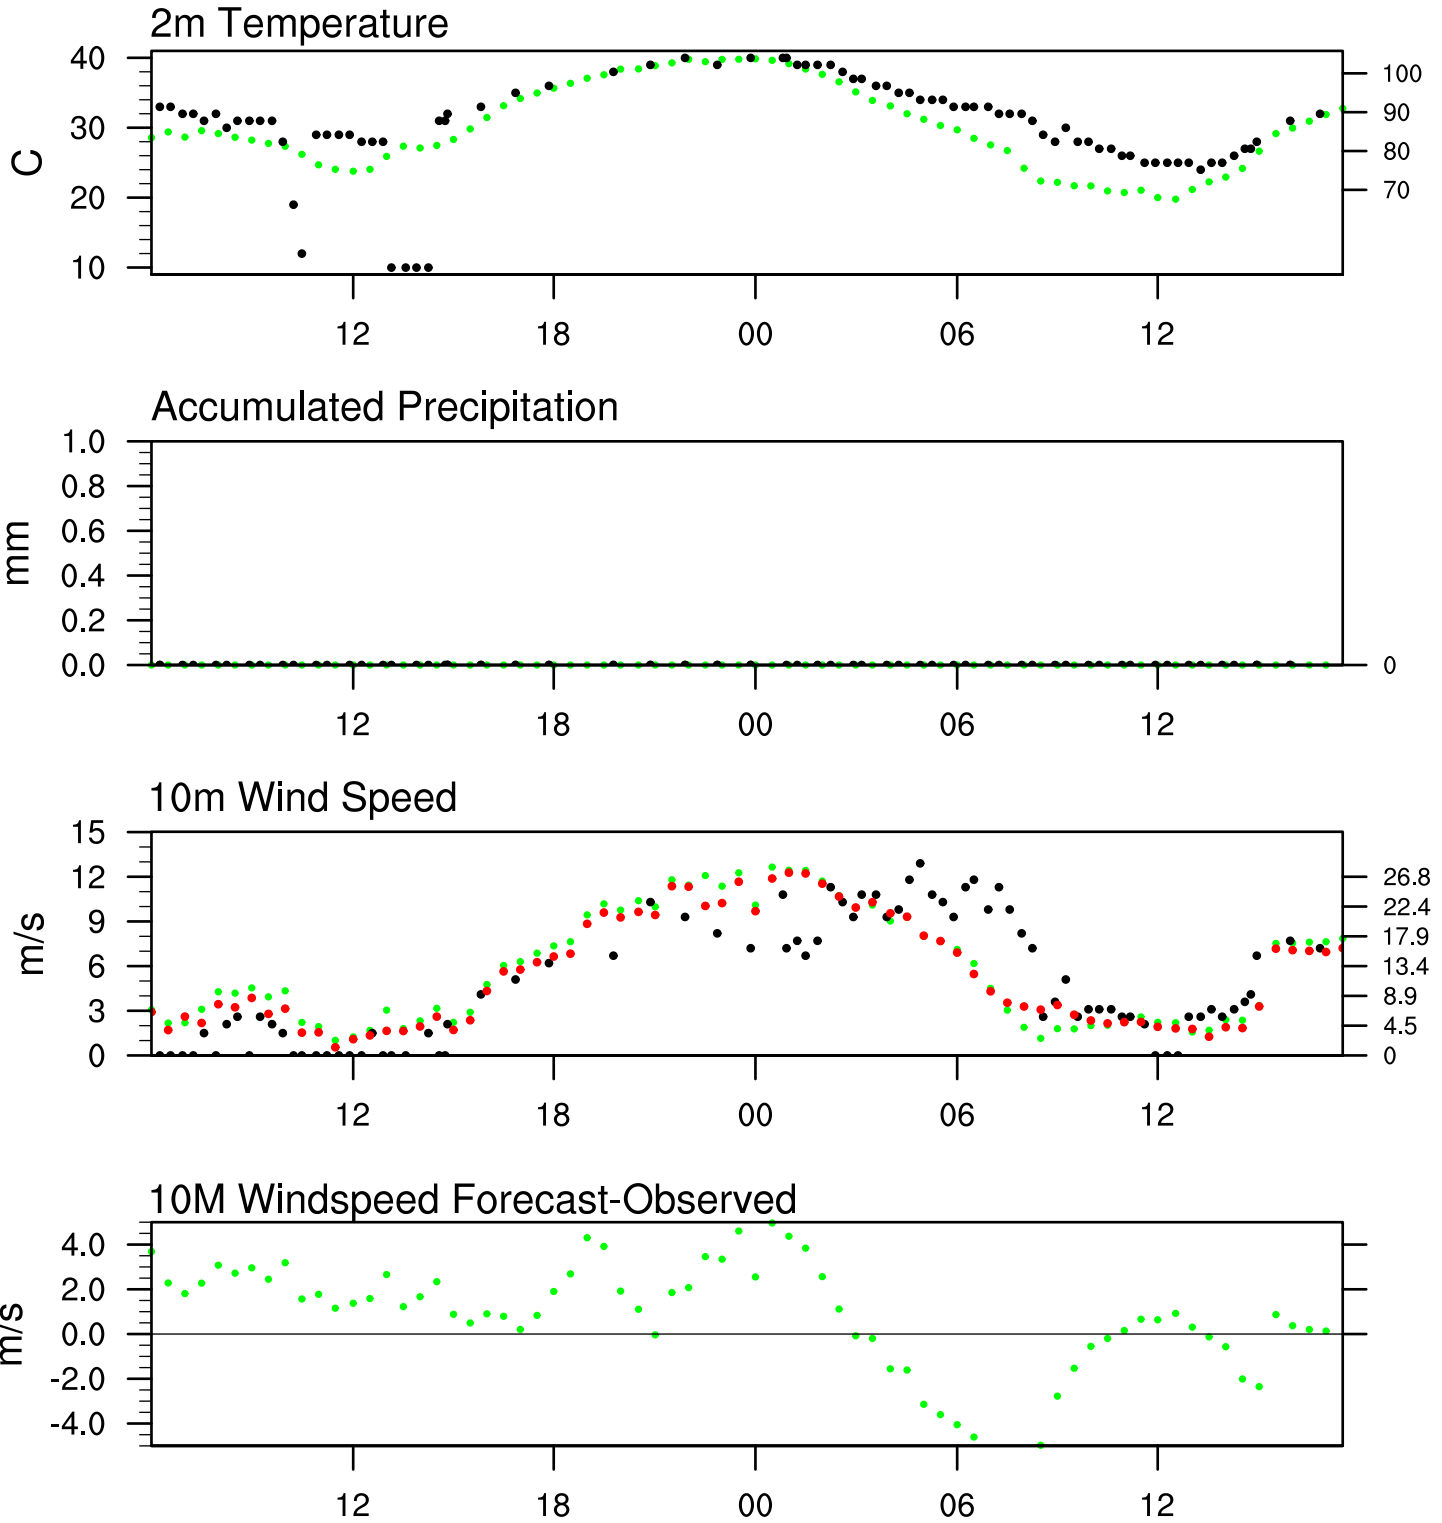 2m Temperature
40
30
20
10
C
100
90
80
70
12 18 00 06 12
Accumulated Precipitation
1.0
0.8
0.6
0.4
0.2
0.0
mm
0
12 18 00 06 12
10m Wind Speed
15
12
9
6
3
0
m/s
26.8
22.4
17.9
13.4
8.9
4.5
0
12 18 00 06 12
10M Windspeed Forecast-Observed
4.0
2.0
0.0
-2.0
-4.0
m/s
12 18 00 06 12